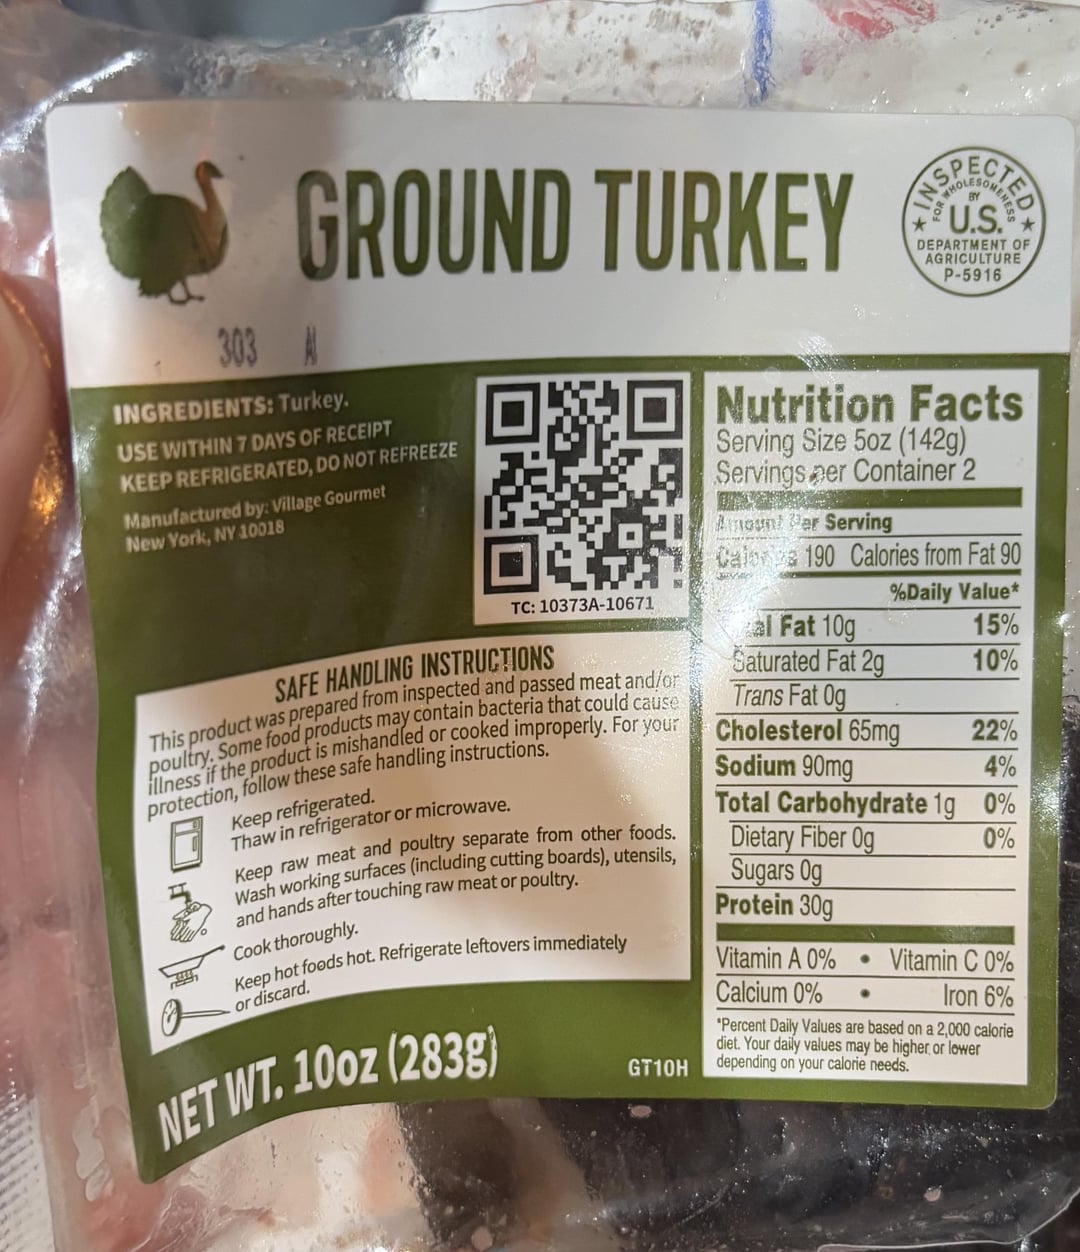 GROUND TURKEY
INSPECTED
FOR WHOLESOMENESS
BY
U.S.
DEPARTMENT OF
AGRICULTURE
P-5916
303
INGREDIENTS: Turkey.
USE WITHIN 7 DAYS OF RECEIPT
KEEP REFRIGERATED, DO NOT REFREEZE
Manufactured by: Village Gourmet
New York, NY 10018
TC: 10373A-10671
SAFE HANDLING INSTRUCTIONS
This product was prepared from inspected and passed meat and/or
poultry. Some food products may contain bacteria that could cause
illness if the product is mishandled or cooked improperly. For your
protection, follow these safe handling instructions.
Keep refrigerated.
Thaw in refrigerator or microwave.
Keep raw meat and poultry separate from other foods.
Wash working surfaces (including cutting boards), utensils,
and hands after touching raw meat or poultry.
Cook thoroughly.
Keep hot foods hot. Refrigerate leftovers immediately
or discard.
NET WT. 10oz (283g)
GT10H
Nutrition Facts
Serving Size 5oz (142g)
Servings per Container 2
Amount Per Serving
Calories 190 Calories from Fat 90
%Daily Value*
Total Fat 10g 15%
Saturated Fat 2g 10%
Trans Fat 0g
Cholesterol 65mg 22%
Sodium 90mg 4%
Total Carbohydrate 1g 0%
Dietary Fiber 0g 0%
Sugars 0g
Protein 30g
Vitamin A 0% • Vitamin C 0%
Calcium 0% • Iron 6%
*Percent Daily Values are based on a 2,000 calorie
diet. Your daily values may be higher or lower
depending on your calorie needs.